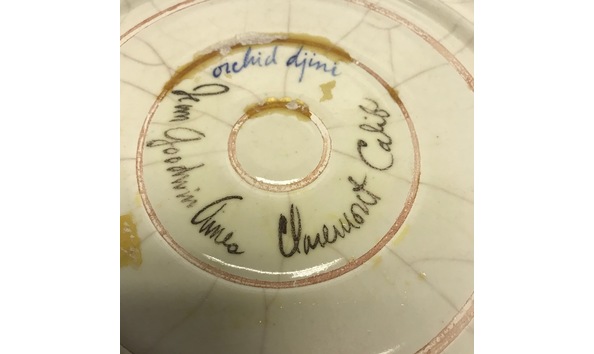 orchid djini
Jean Goodwin Ames
Claremont Calif